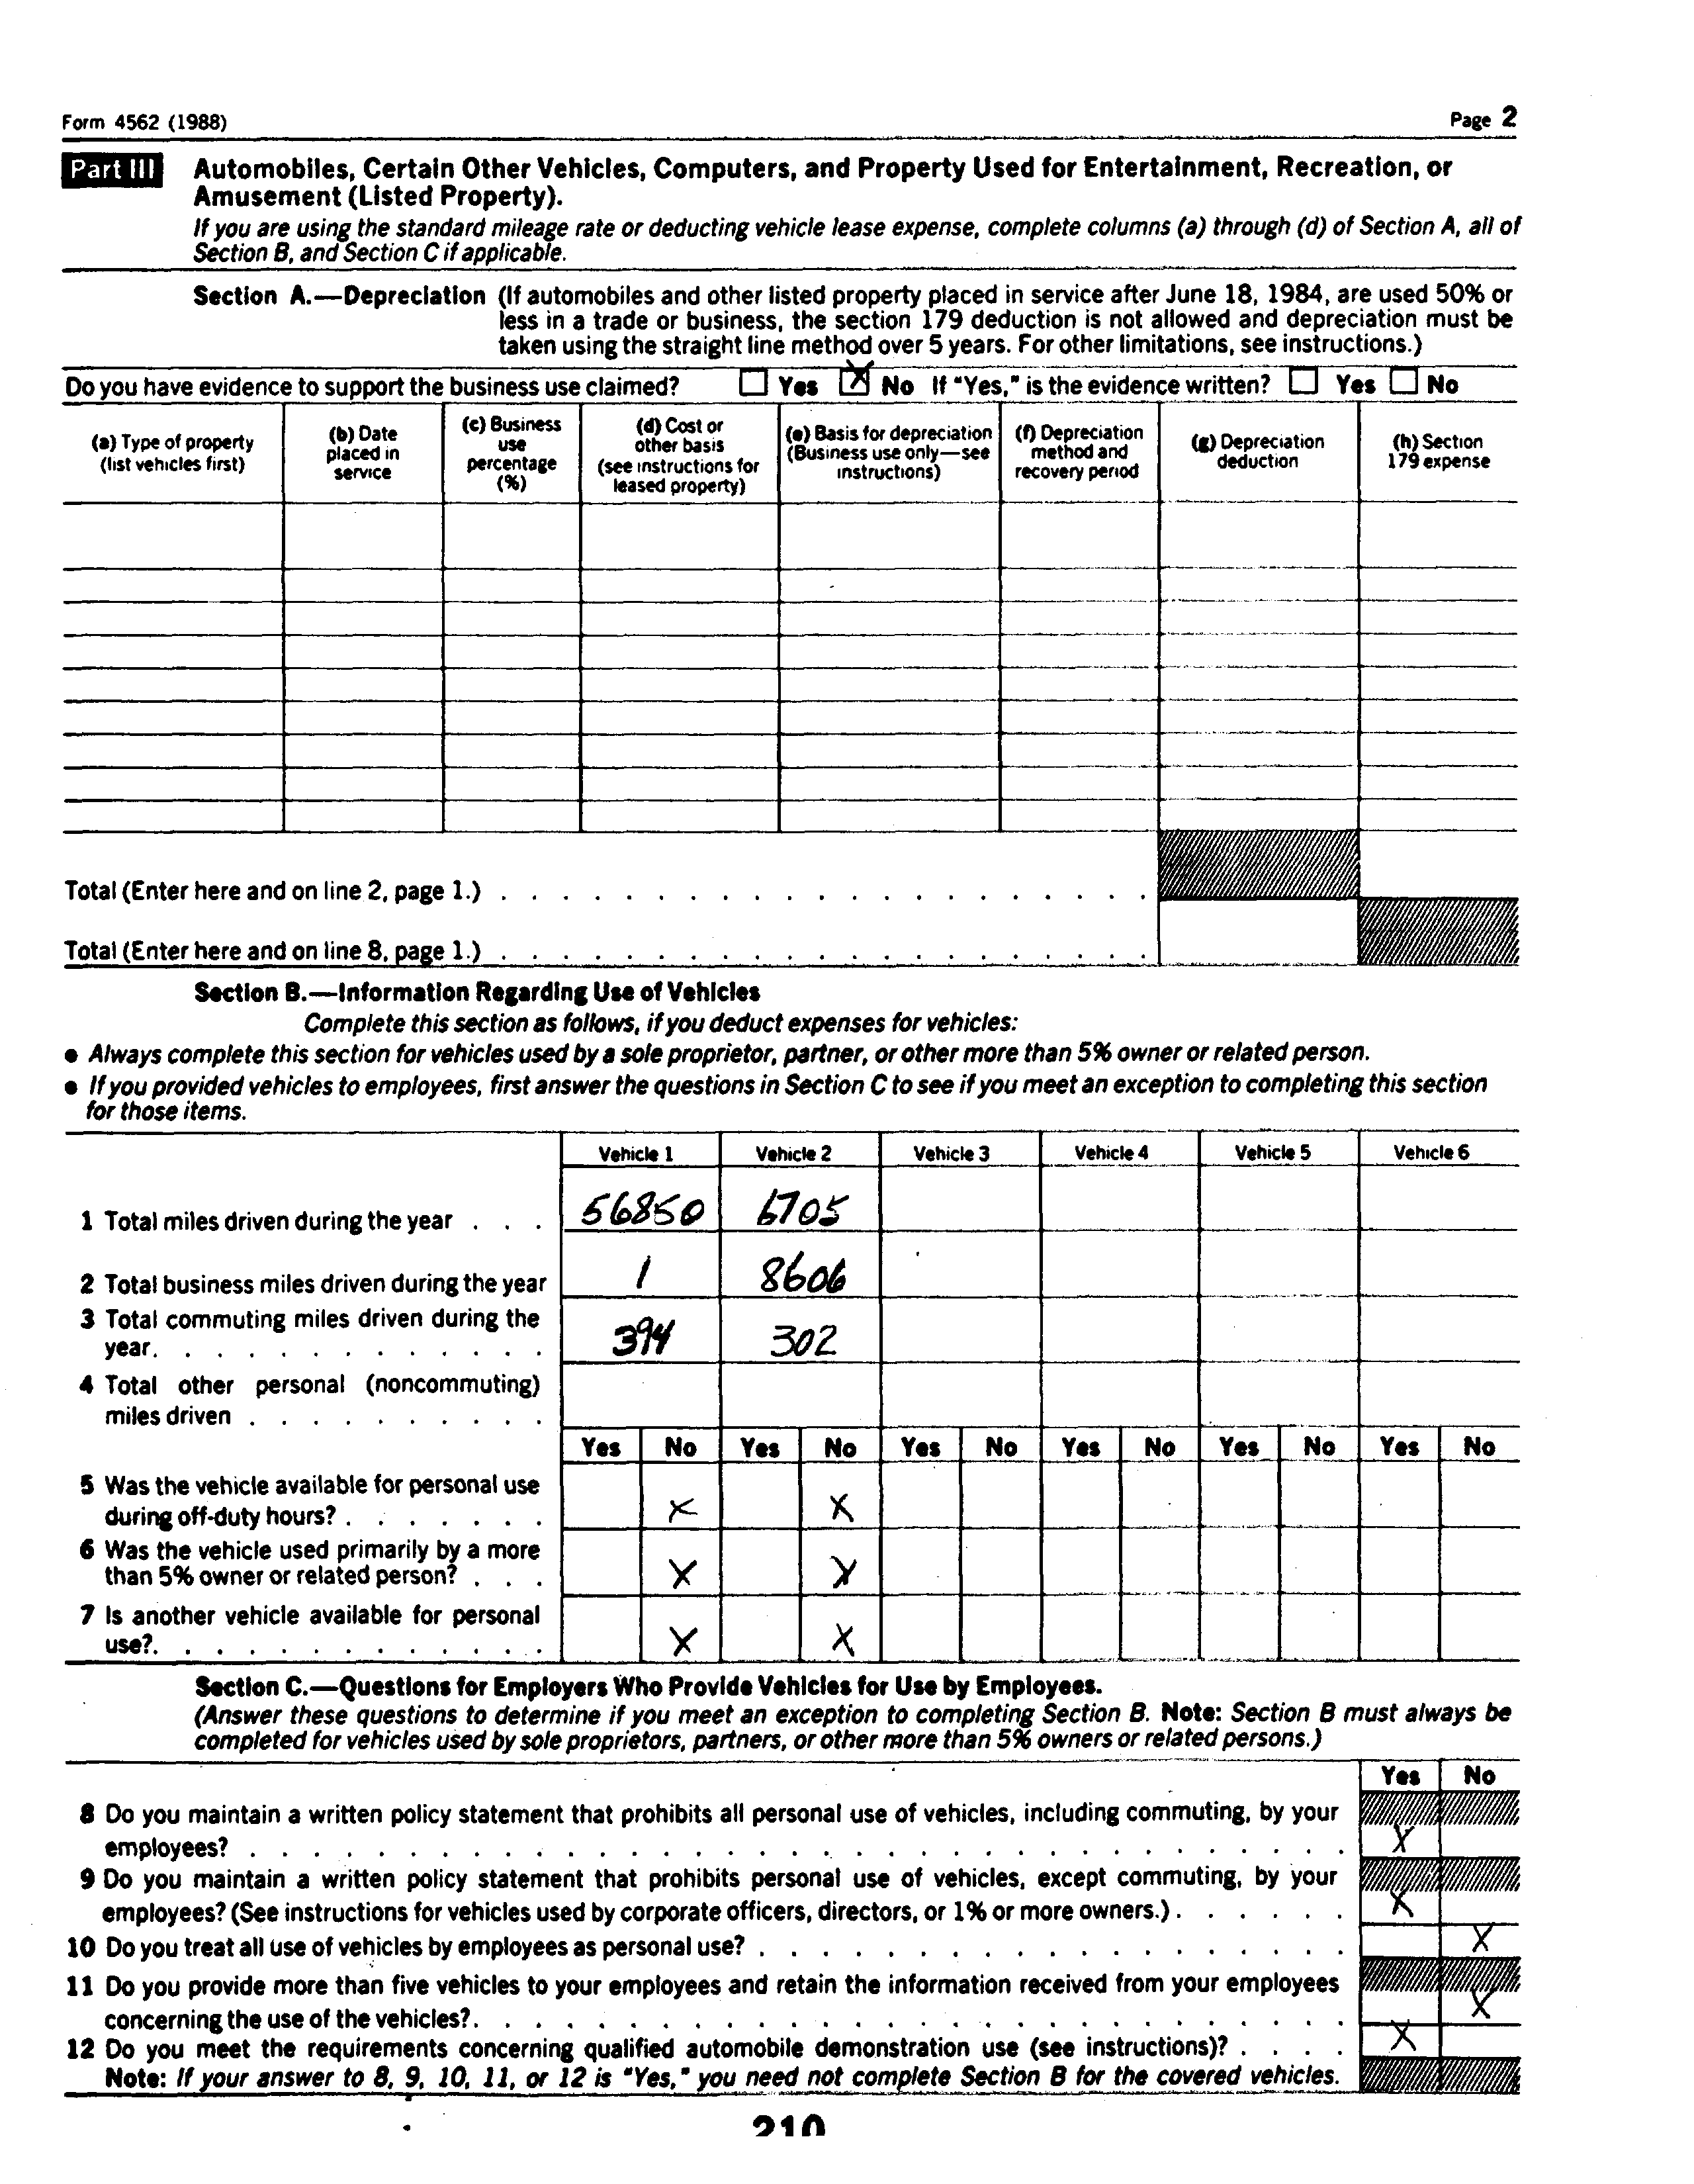 Form 4562 (1988) Page 2
Part III Automobiles, Certain Other Vehicles, Computers, and Property Used for Entertainment, Recreation, or
Amusement (Listed Property).
If you are using the standard mileage rate or deducting vehicle lease expense, complete columns (a) through (d) of Section A, all of
Section B, and Section C if applicable.
Section A.—Depreciation (If automobiles and other listed property placed in service after June 18, 1984, are used 50% or
less in a trade or business, the section 179 deduction is not allowed and depreciation must be
taken using the straight line method over 5 years. For other limitations, see instructions.)
Do you have evidence to support the business use claimed? Yes X No If "Yes," is the evidence written? Yes No
(a) Type of property
(list vehicles first)
(b) Date
placed in
service
(c) Business
use
percentage
(%)
(d) Cost or
other basis
(see instructions for
leased property)
(e) Basis for depreciation
(Business use only—see
instructions)
(f) Depreciation
method and
recovery period
(g) Depreciation
deduction
(h) Section
179 expense
Total (Enter here and on line 2, page 1.)
Total (Enter here and on line 8, page 1.)
Section B.—Information Regarding Use of Vehicles
Complete this section as follows, if you deduct expenses for vehicles:
● Always complete this section for vehicles used by a sole proprietor, partner, or other more than 5% owner or related person.
● If you provided vehicles to employees, first answer the questions in Section C to see if you meet an exception to completing this section
for those items.
Vehicle 1 Vehicle 2 Vehicle 3 Vehicle 4 Vehicle 5 Vehicle 6
1 Total miles driven during the year . . . 56850 6705
2 Total business miles driven during the year 1 8606
3 Total commuting miles driven during the
year. . . . . . . . . . . . . 394 302
4 Total other personal (noncommuting)
miles driven . . . . . . . . . .
Yes No Yes No Yes No Yes No Yes No Yes No
5 Was the vehicle available for personal use
during off-duty hours? . . . . . . . X X
6 Was the vehicle used primarily by a more
than 5% owner or related person? . . . X X
7 Is another vehicle available for personal
use?. . . . . . . . . . . . . X X
Section C.—Questions for Employers Who Provide Vehicles for Use by Employees.
(Answer these questions to determine if you meet an exception to completing Section B. Note: Section B must always be
completed for vehicles used by sole proprietors, partners, or other more than 5% owners or related persons.)
Yes No
8 Do you maintain a written policy statement that prohibits all personal use of vehicles, including commuting, by your
employees? X
9 Do you maintain a written policy statement that prohibits personal use of vehicles, except commuting, by your
employees? (See instructions for vehicles used by corporate officers, directors, or 1% or more owners.) . . . . . . X
10 Do you treat all use of vehicles by employees as personal use? X
11 Do you provide more than five vehicles to your employees and retain the information received from your employees
concerning the use of the vehicles?. X
12 Do you meet the requirements concerning qualified automobile demonstration use (see instructions)? . . . . X
Note: If your answer to 8, 9, 10, 11, or 12 is "Yes," you need not complete Section B for the covered vehicles.
210